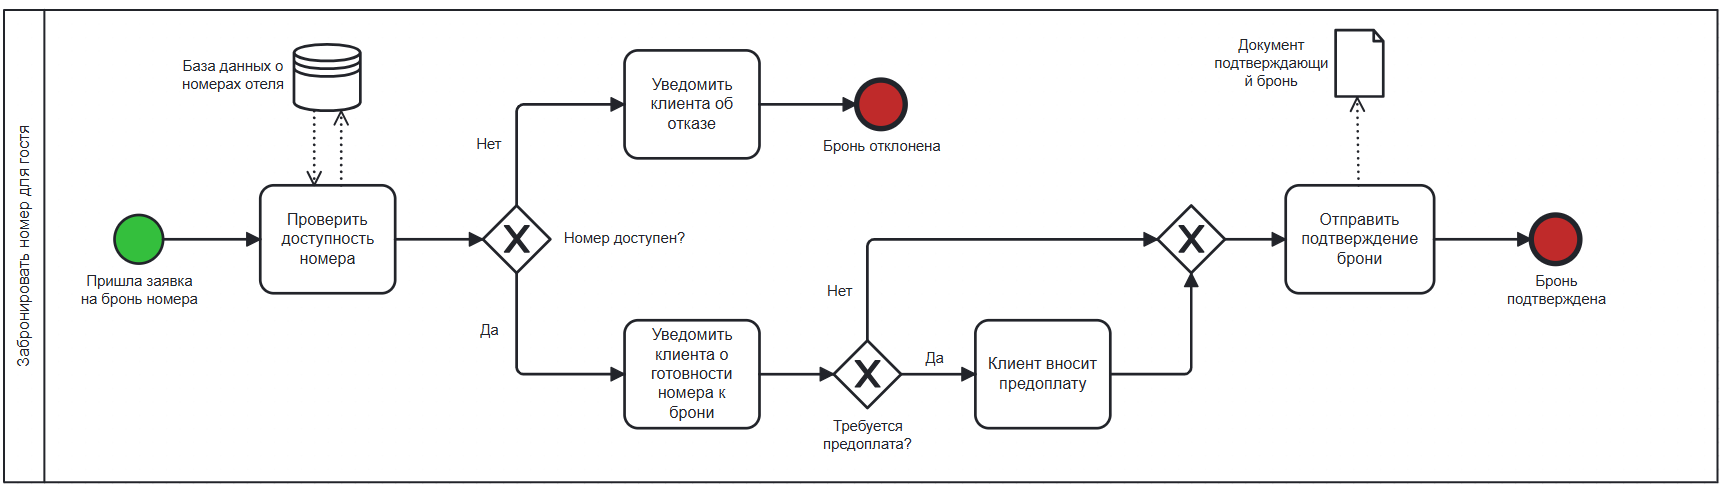 Забронировать номер для гостя
База данных о
номерах отеля
Пришла заявка
на бронь номера
Проверить
доступность
номера
Номер доступен?
Нет
Уведомить
клиента об
отказе
Бронь отклонена
Да
Уведомить
клиента о
готовности
номера к
брони
Требуется
предоплата?
Нет
Да
Клиент вносит
предоплату
Документ
подтверждающи
й бронь
Отправить
подтверждение
брони
Бронь
подтверждена